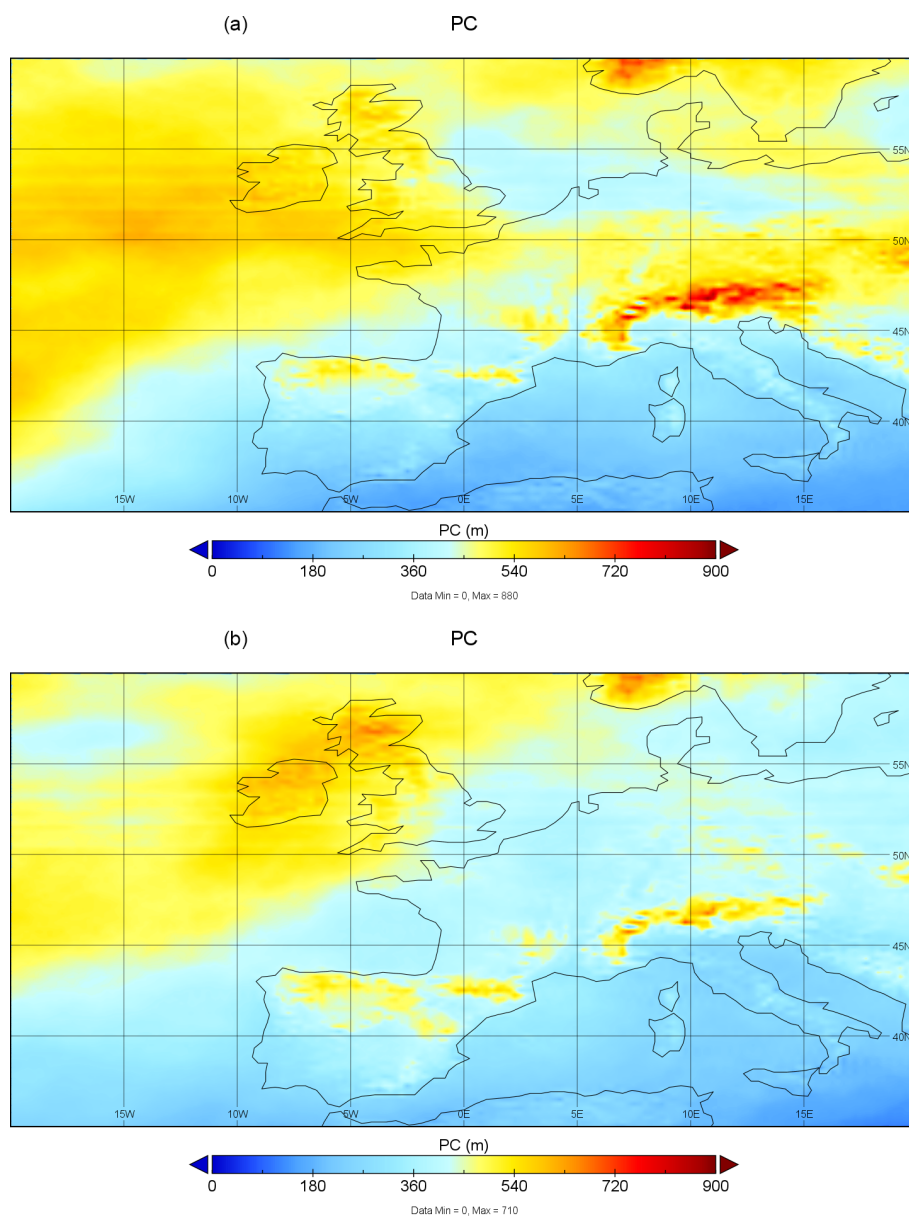 (a) PC
55N
50N
45N
40N
15W 10W 5W 0E 5E 10E 15E
PC (m)
0 180 360 540 720 900
Data Min = 0, Max = 880
(b) PC
55N
50N
45N
40N
15W 10W 5W 0E 5E 10E 15E
PC (m)
0 180 360 540 720 900
Data Min = 0, Max = 710